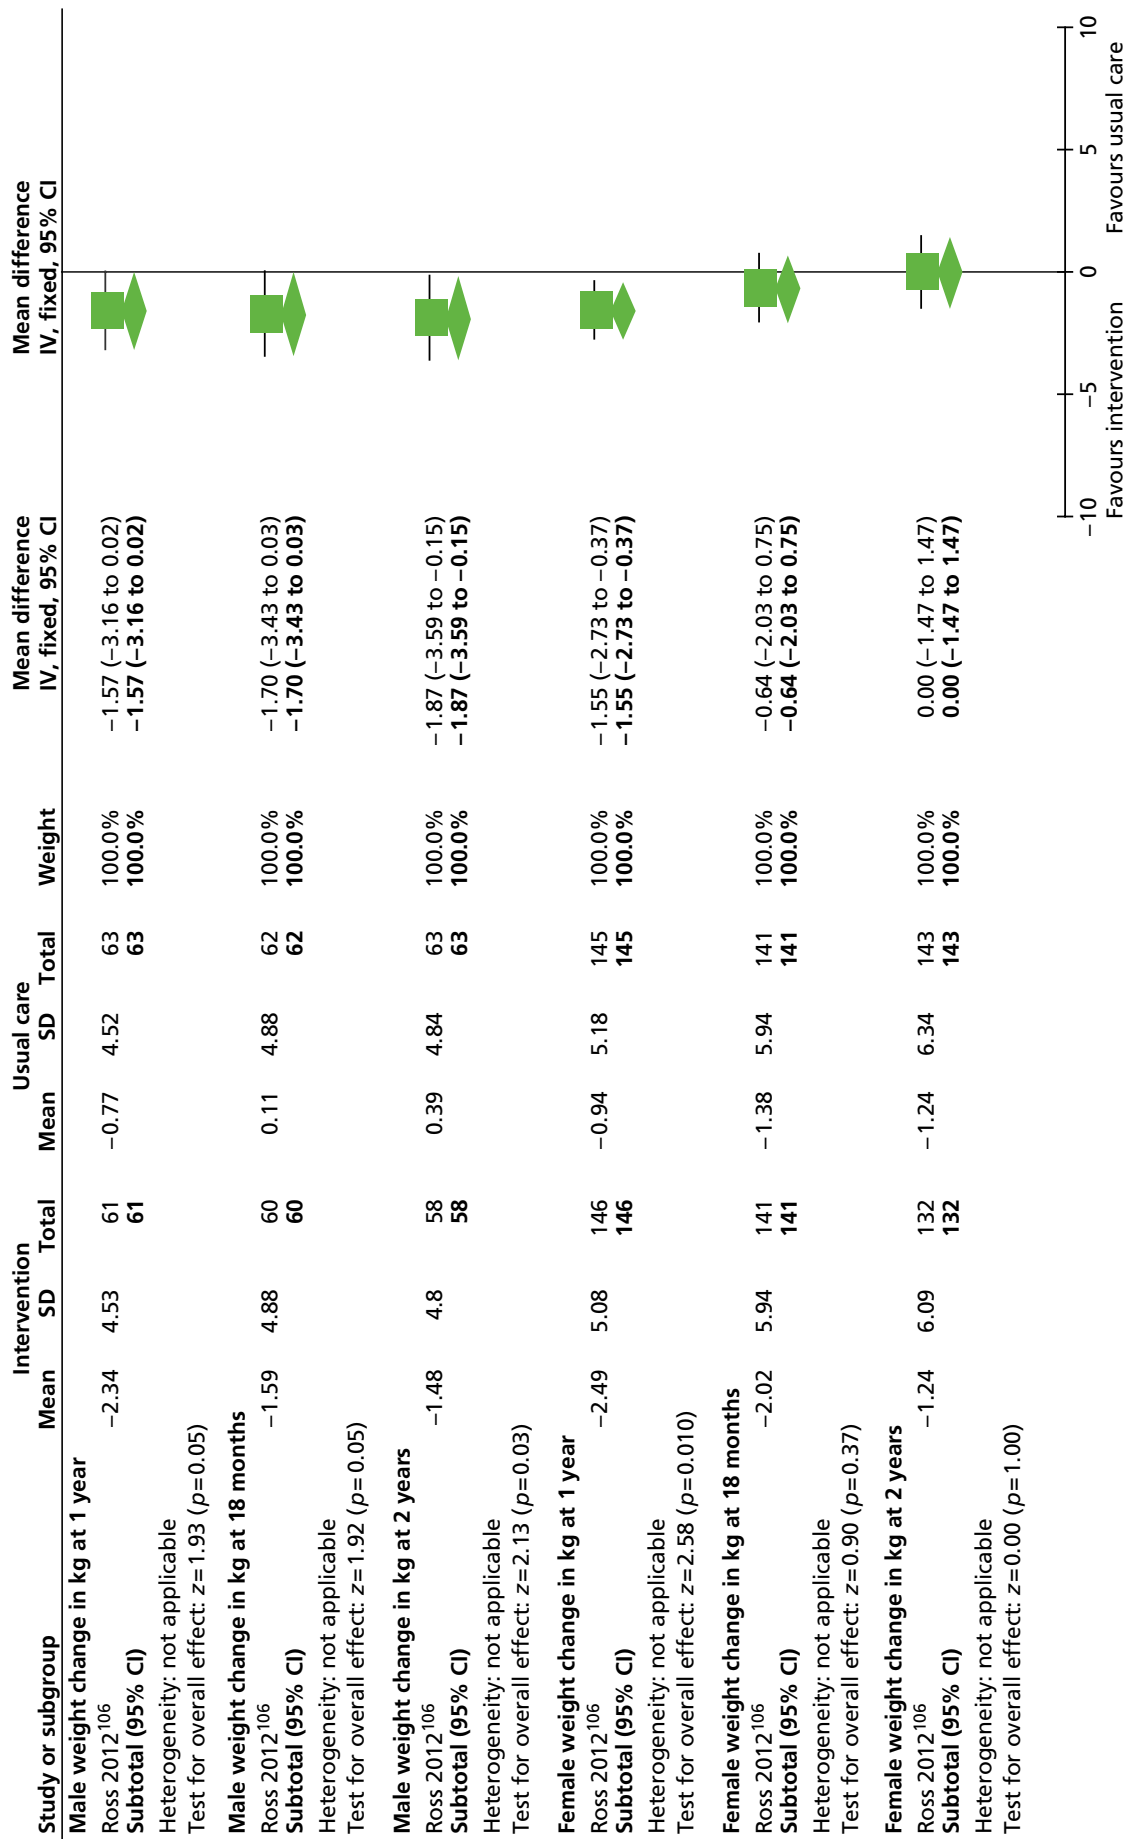 Intervention Usual care Mean difference Mean difference
Study or subgroup Mean SD Total Mean SD Total Weight IV, fixed, 95% CI IV, fixed, 95% CI
Male weight change in kg at 1 year
Ross 2012106 −2.34 4.53 61 −0.77 4.52 63 100.0% −1.57 (−3.16 to 0.02)
Subtotal (95% CI) 61 63 100.0% −1.57 (−3.16 to 0.02)
Heterogeneity: not applicable
Test for overall effect: z=1.93 (p=0.05)
Male weight change in kg at 18 months
Ross 2012106 −1.59 4.88 60 0.11 4.88 62 100.0% −1.70 (−3.43 to 0.03)
Subtotal (95% CI) 60 62 100.0% −1.70 (−3.43 to 0.03)
Heterogeneity: not applicable
Test for overall effect: z=1.92 (p=0.05)
Male weight change in kg at 2 years
Ross 2012106 −1.48 4.8 58 0.39 4.84 63 100.0% −1.87 (−3.59 to −0.15)
Subtotal (95% CI) 58 63 100.0% −1.87 (−3.59 to −0.15)
Heterogeneity: not applicable
Test for overall effect: z=2.13 (p=0.03)
Female weight change in kg at 1 year
Ross 2012106 −2.49 5.08 146 −0.94 5.18 145 100.0% −1.55 (−2.73 to −0.37)
Subtotal (95% CI) 146 145 100.0% −1.55 (−2.73 to −0.37)
Heterogeneity: not applicable
Test for overall effect: z=2.58 (p=0.010)
Female weight change in kg at 18 months
Ross 2012106 −2.02 5.94 141 −1.38 5.94 141 100.0% −0.64 (−2.03 to 0.75)
Subtotal (95% CI) 141 141 100.0% −0.64 (−2.03 to 0.75)
Heterogeneity: not applicable
Test for overall effect: z=0.90 (p=0.37)
Female weight change in kg at 2 years
Ross 2012106 −1.24 6.09 132 −1.24 6.34 143 100.0% 0.00 (−1.47 to 1.47)
Subtotal (95% CI) 132 143 100.0% 0.00 (−1.47 to 1.47)
Heterogeneity: not applicable
Test for overall effect: z=0.00 (p=1.00)
−10 −5 0 5 10
Favours intervention Favours usual care